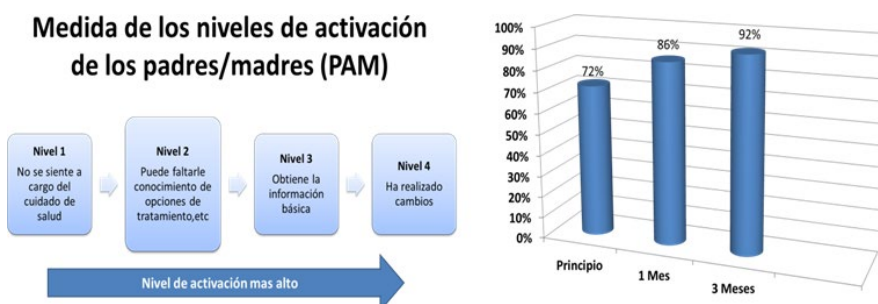 Medida de los niveles de activación
de los padres/madres (PAM)
Nivel 1
No se siente a
cargo del
cuidado de
salud
Nivel 2
Puede faltarle
conocimiento de
opciones de
tratamiento,etc
Nivel 3
Obtiene la
información
básica
Nivel 4
Ha realizado
cambios
Nivel de activación mas alto
100%
90%
80%
70%
60%
50%
40%
30%
20%
10%
0%
72%
86%
92%
Principio
1 Mes
3 Meses